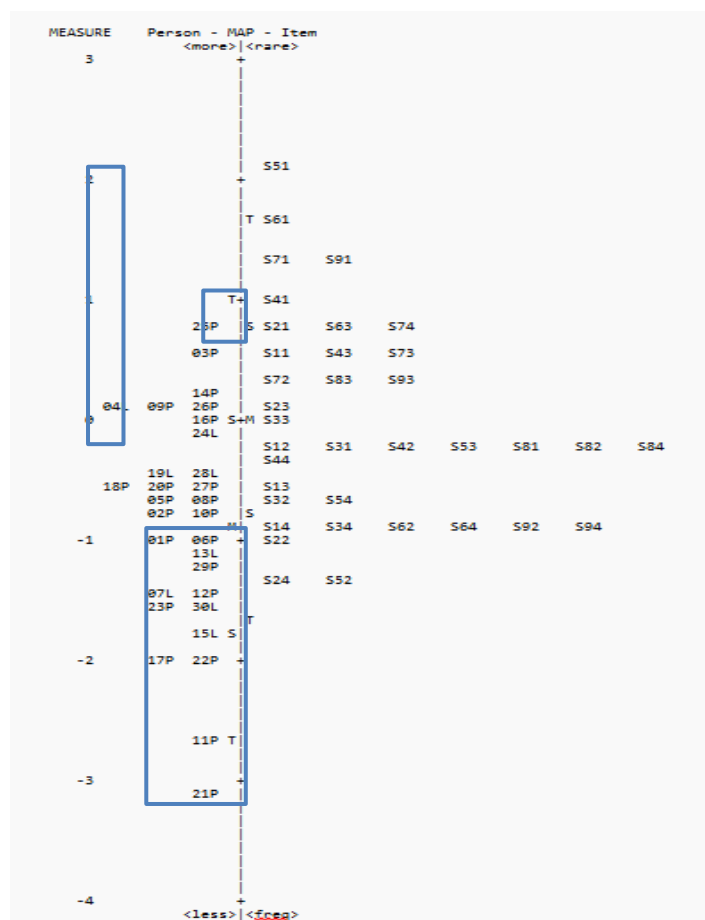 MEASURE Person - MAP - Item
<more>|<rare>
3 +
|
|
|
|
|
|
|
| S51
2 +
|
|
|T S61
|
|
| S71 S91
|
|
1 T+ S41
|
25P |S S21 S63 S74
|
03P | S11 S43 S73
|
| S72 S83 S93
14P |
04L 09P 26P | S23
0 16P S+M S33
24L |
| S12 S31 S42 S53 S81 S82 S84
| S44
19L 28L |
18P 20P 27P | S13
05P 08P | S32 S54
02P 10P |S
M| S14 S34 S62 S64 S92 S94
-1 01P 06P + S22
13L |
29P |
| S24 S52
07L 12P |
23P 30L |
|T
15L S|
|
-2 17P 22P +
|
|
|
|
|
11P T|
|
|
-3 +
21P |
|
|
|
|
|
|
|
-4 +
<less>|<freq>